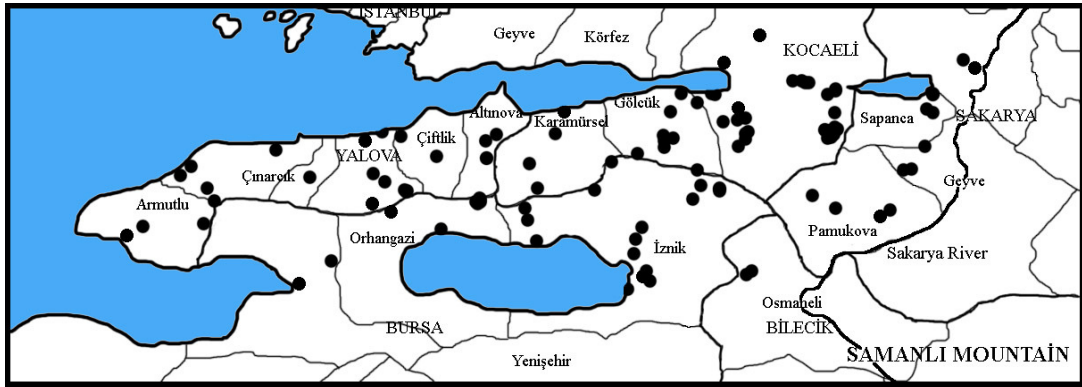 İSTANBUL
Geyve
Körfez
KOCAELİ
Gölcük
Altınova
Karamürsel
Sapanca
SAKARYA
Çiftlik
YALOVA
Çınarcık
Geyve
Armutlu
Orhangazi
İznik
Pamukova
Sakarya River
Osmaneli
BURSA
BİLECİK
Yenişehir
SAMANLI MOUNTAİN